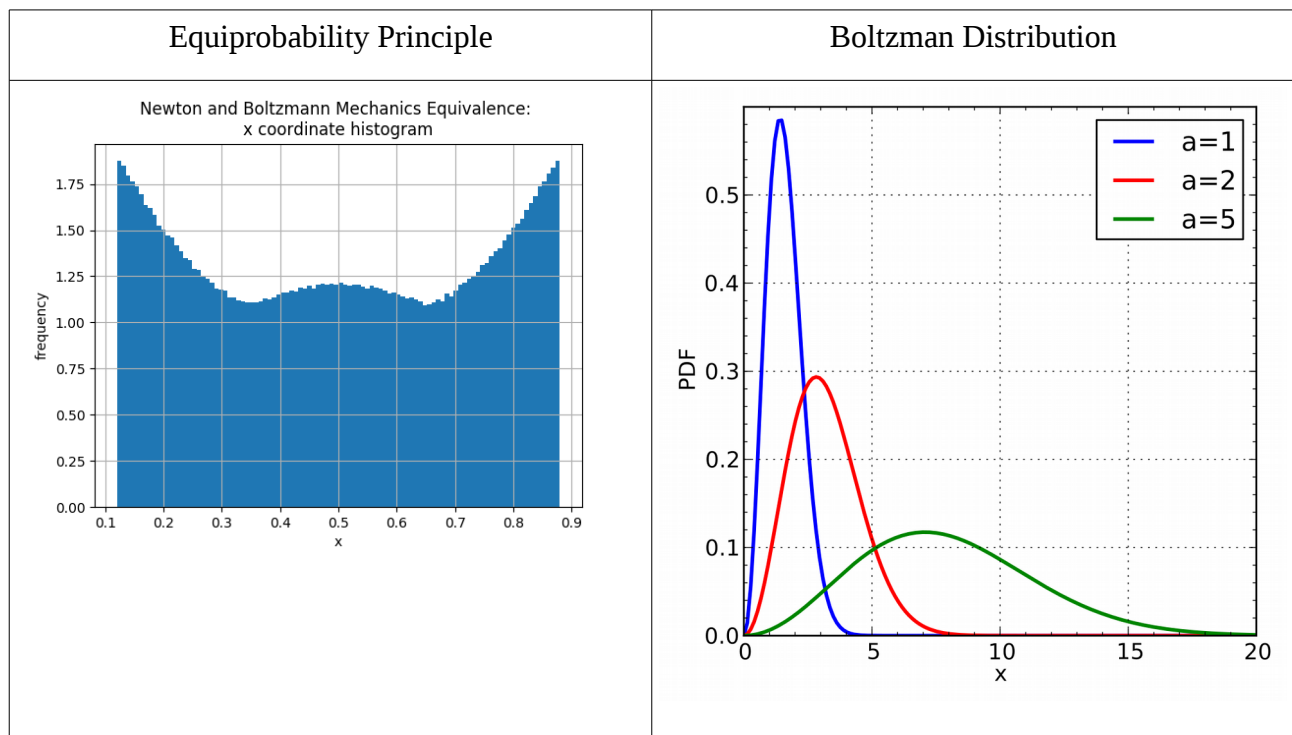 Equiprobability Principle
Boltzman Distribution
Newton and Boltzmann Mechanics Equivalence:
x coordinate histogram
frequency
1.75
1.50
1.25
1.00
0.75
0.50
0.25
0.00
0.1 0.2 0.3 0.4 0.5 0.6 0.7 0.8 0.9
x
a=1
a=2
a=5
PDF
0.5
0.4
0.3
0.2
0.1
0.0
0 5 10 15 20
x